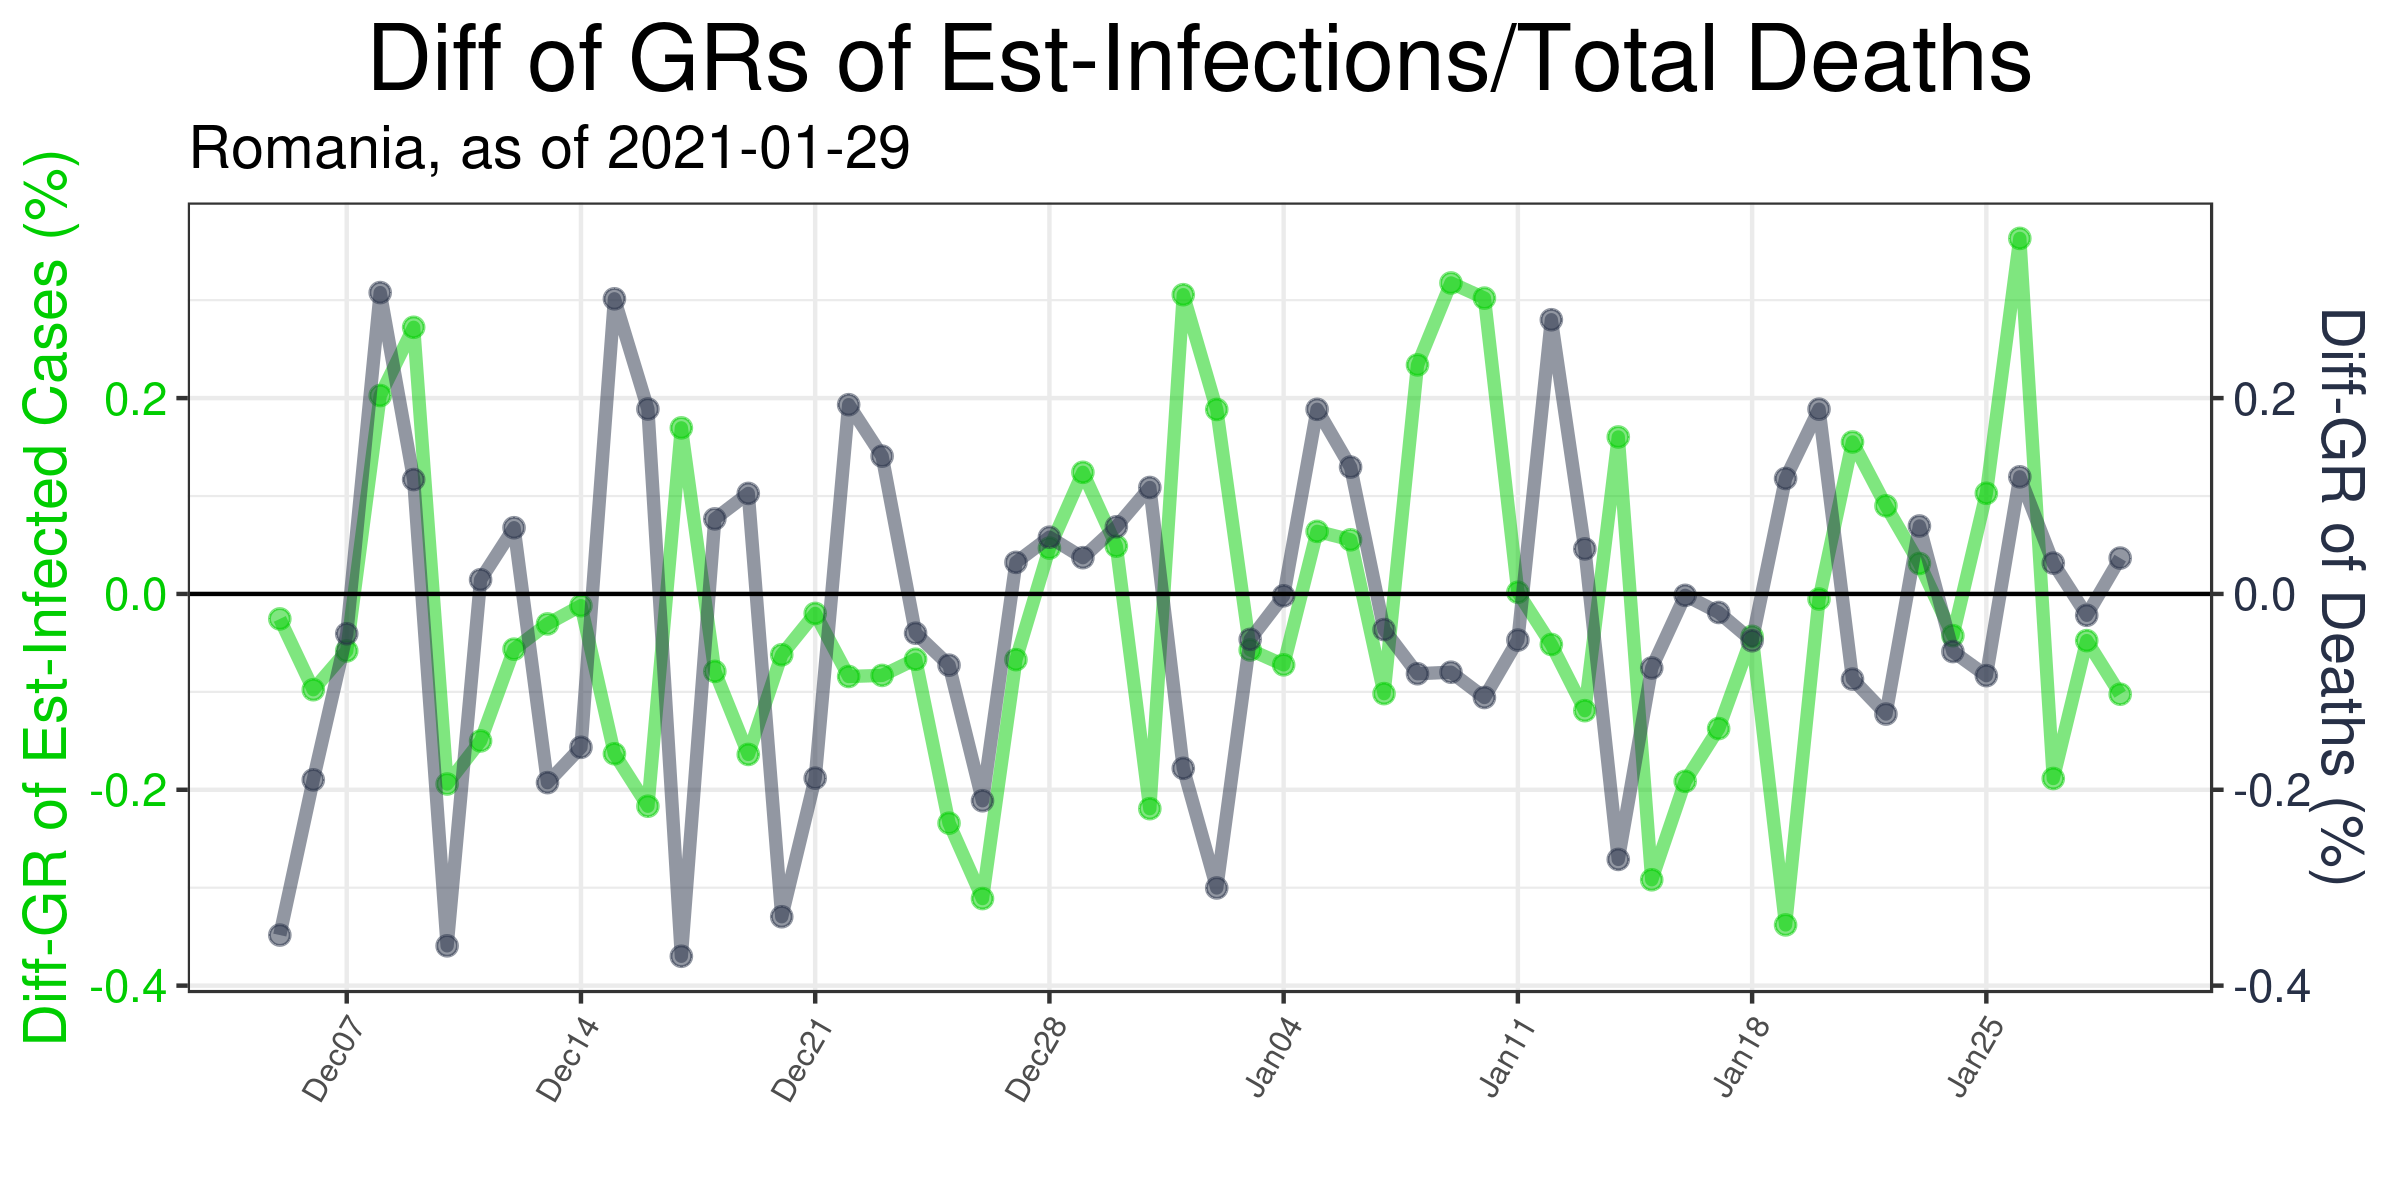 Diff of GRs of Est-Infections/Total Deaths
Romania, as of 2021-01-29
Diff-GR of Est-Infected Cases (%)
0.2
0.0
-0.2
-0.4
0.2
0.0
-0.2
-0.4
Diff-GR of Deaths (%)
Dec07
Dec14
Dec21
Dec28
Jan04
Jan11
Jan18
Jan25